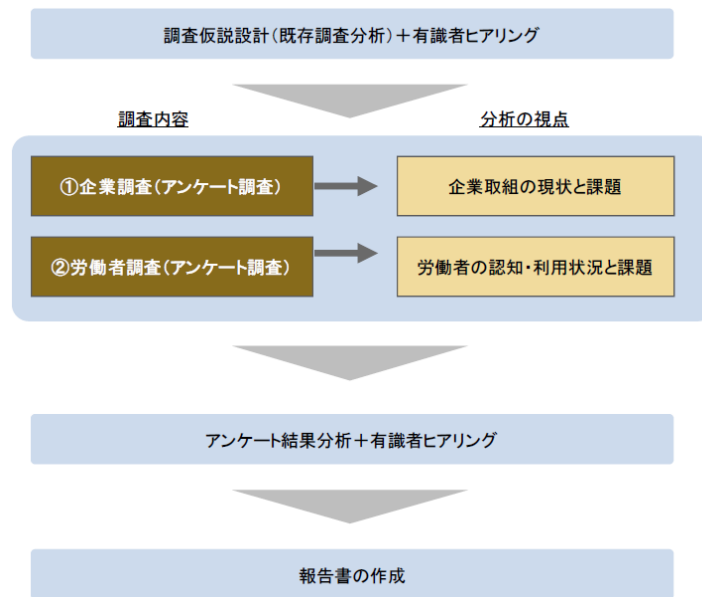 調査仮説設計(既存調査分析)+有識者ヒアリング
調査内容
分析の視点
①企業調査(アンケート調査)
企業取組の現状と課題
②労働者調査(アンケート調査)
労働者の認知・利用状況と課題
アンケート結果分析+有識者ヒアリング
報告書の作成